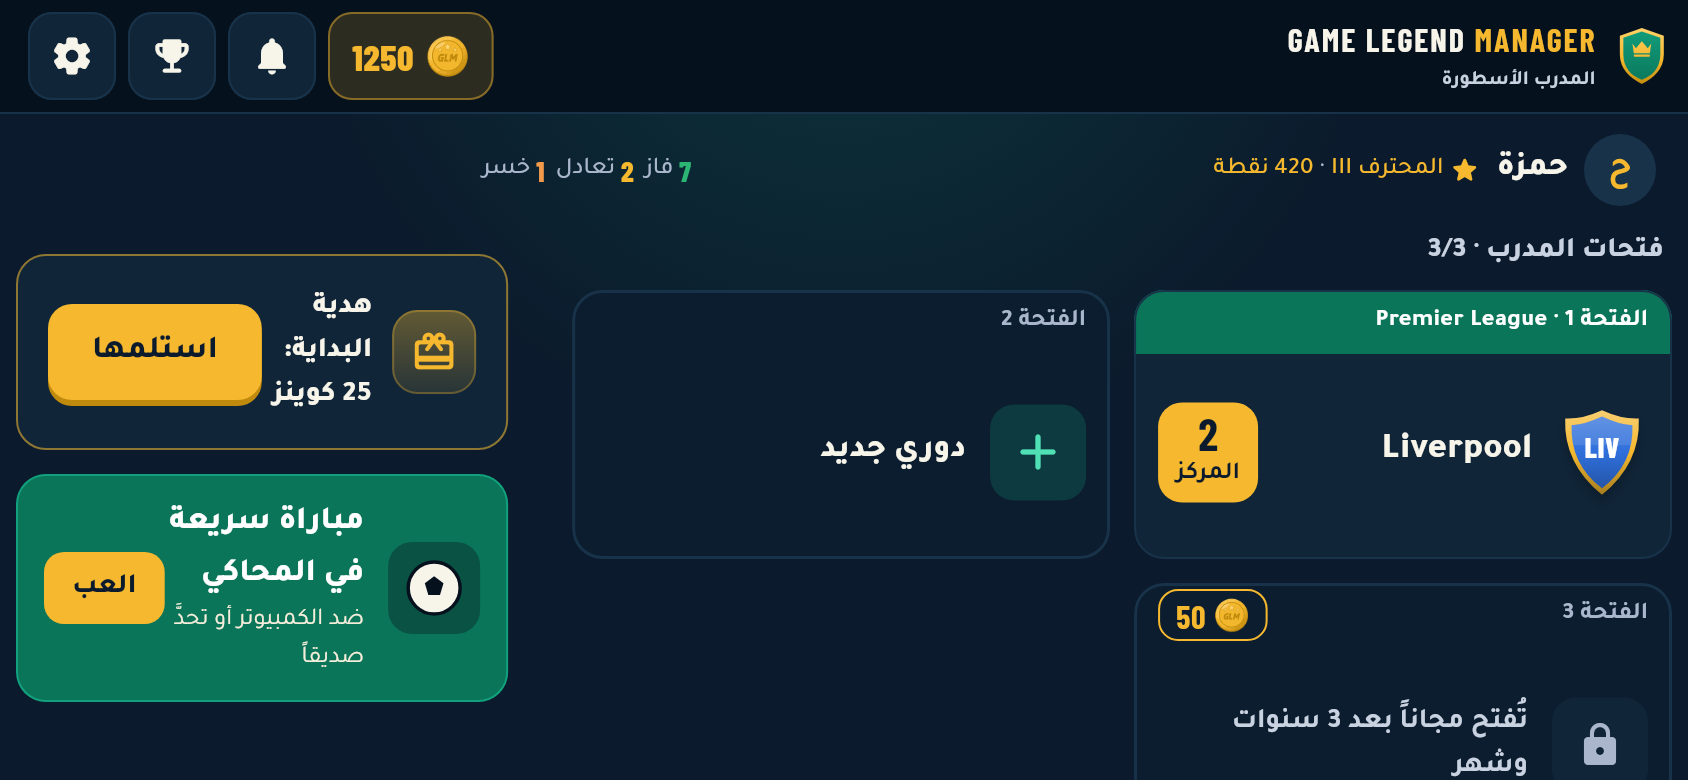 GAME LEGEND MANAGER
المدرب الأسطورة
GLM 1250
ح
حمزة
المحترف III · 420 نقطة
7 فاز 2 تعادل 1 خسر
فتحات المدرب · 3/3
الفتحة 1 · Premier League
LIV
Liverpool
2
المركز
الفتحة 2
دوري جديد
الفتحة 3
GLM 50
تُفتح مجاناً بعد 3 سنوات
وشهر
هدية
البداية:
25 كوينز
استلمها
مباراة سريعة
في المحاكي
ضد الكمبيوتر أو تحدَّ
صديقاً
العب